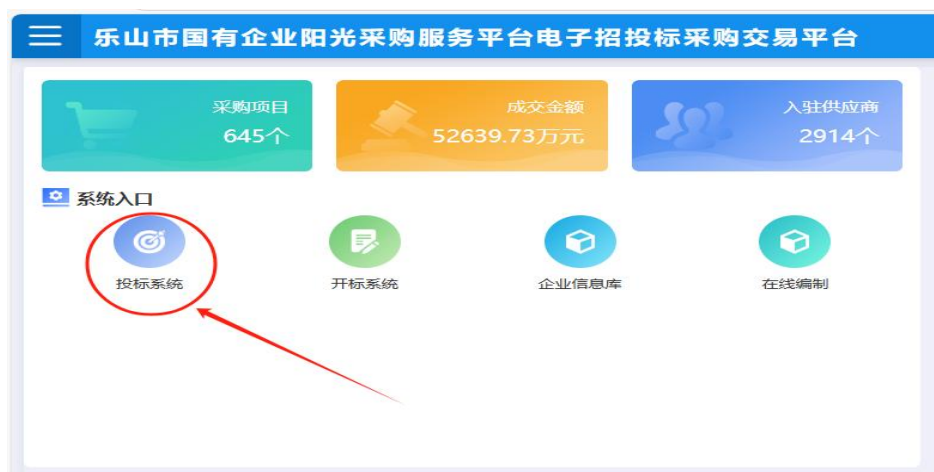 乐山市国有企业阳光采购服务平台电子招投标采购交易平台
采购项目
645个
成交金额
52639.73万元
入驻供应商
2914个
系统入口
投标系统
开标系统
企业信息库
在线编制